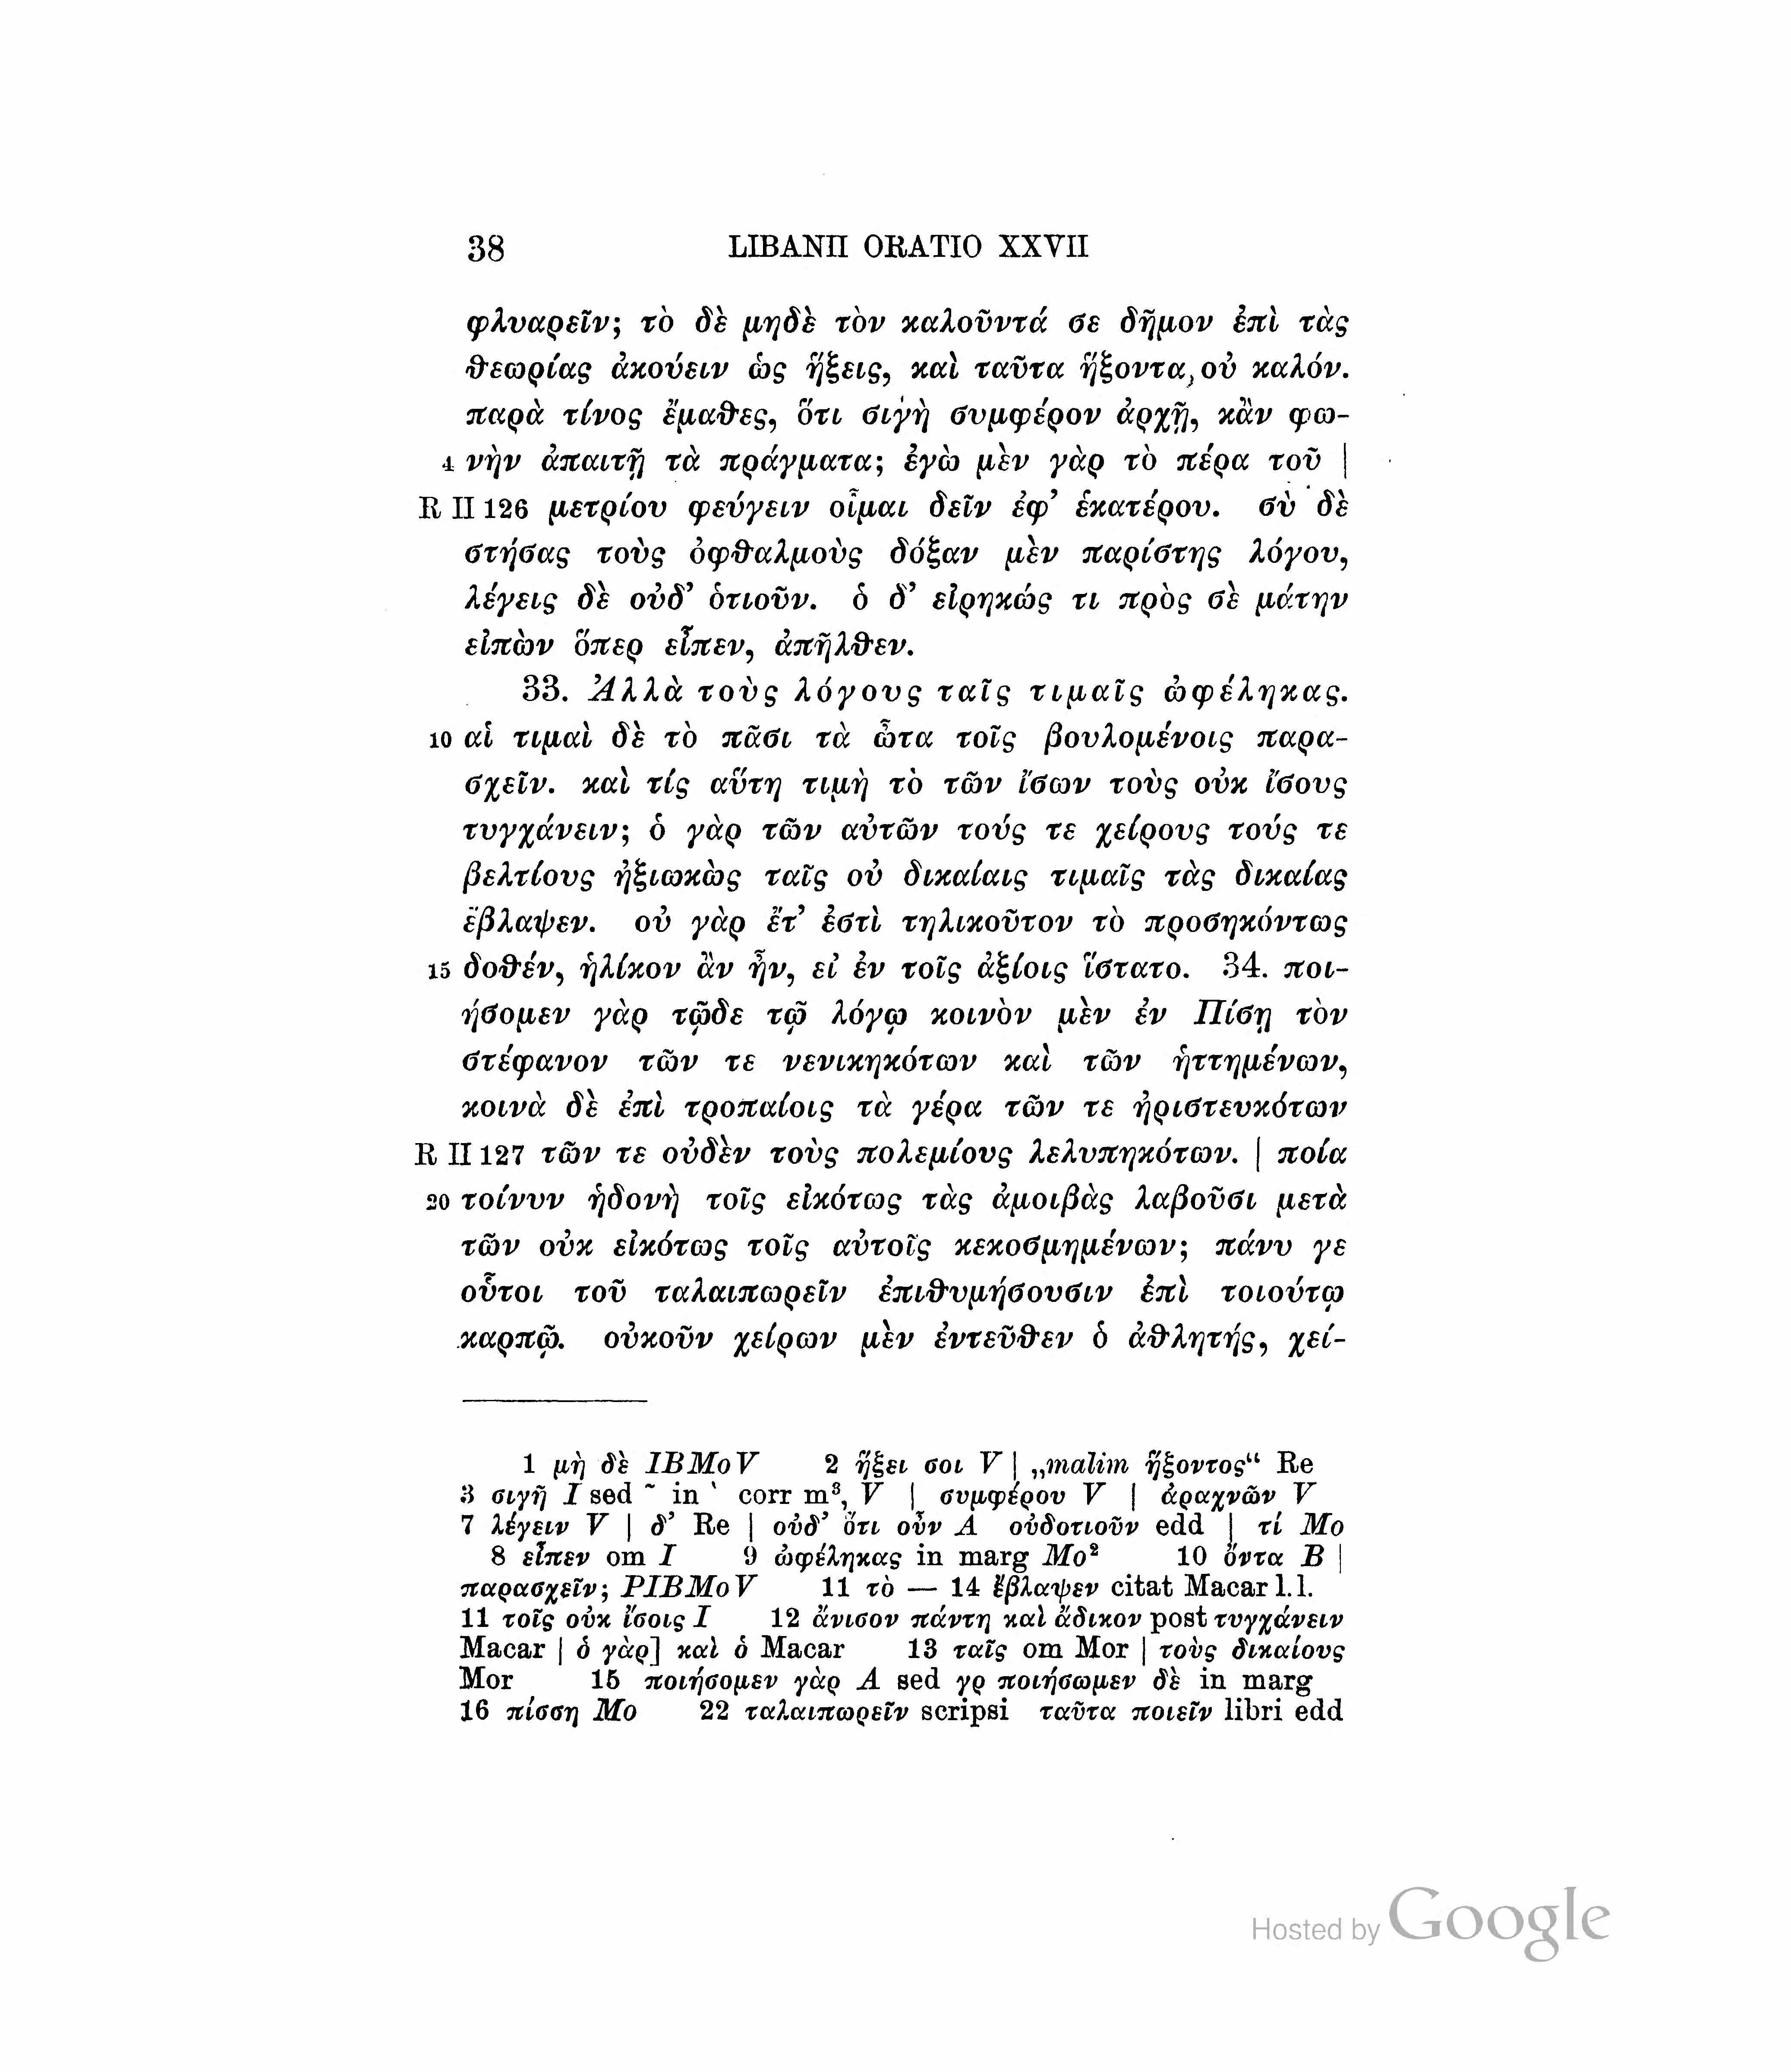 38 LIBANII ORATIO XXVII
φλυαρεῖν; τὸ δὲ μηδὲ τὸν καλοῦντά σε δῆμον ἐπὶ τὰς
θεωρίας ἀκούειν ὡς ἥξεις, καὶ ταῦτα ἥξοντα, οὐ καλόν.
παρὰ τίνος ἔμαθες, ὅτι σιγὴ συμφέρον ἀρχῇ, κἂν φω-
4 νὴν ἀπαιτῇ τὰ πράγματα; ἐγὼ μὲν γὰρ τὸ πέρα τοῦ |
R II 126 μετρίου φεύγειν οἶμαι δεῖν ἐφ’ ἑκατέρου. σὺ δὲ
στήσας τοὺς ὀφθαλμοὺς δόξαν μὲν παρίστης λόγου,
λέγεις δὲ οὐδ’ ὁτιοῦν. ὁ δ’ εἰρηκώς τι πρὸς σὲ μάτην
εἰπὼν ὅπερ εἶπεν, ἀπῆλθεν.
33. Ἀλλὰ τοὺς λόγους ταῖς τιμαῖς ὠφέληκας.
10 αἱ τιμαὶ δὲ τὸ πᾶσι τὰ ὦτα τοῖς βουλομένοις παρα-
σχεῖν. καὶ τίς αὕτη τιμὴ τὸ τῶν ἴσων τοὺς οὐκ ἴσους
τυγχάνειν; ὁ γὰρ τῶν αὐτῶν τούς τε χείρους τούς τε
βελτίους ἠξιωκὼς ταῖς οὐ δικαίαις τιμαῖς τὰς δικαίας
ἔβλαψεν. οὐ γὰρ ἔτ’ ἐστὶ τηλικοῦτον τὸ προσηκόντως
15 δοθέν, ἡλίκον ἂν ἦν, εἰ ἐν τοῖς ἀξίοις ἵστατο. 34. ποι-
ήσομεν γὰρ τῷδε τῷ λόγῳ κοινὸν μὲν ἐν Πίσῃ τὸν
στέφανον τῶν τε νενικηκότων καὶ τῶν ἡττημένων,
κοινὰ δὲ ἐπὶ τροπαίοις τὰ γέρα τῶν τε ἠριστευκότων
R II 127 τῶν τε οὐδὲν τοὺς πολεμίους λελυπηκότων. | ποία
20 τοίνυν ἡδονὴ τοῖς εἰκότως τὰς ἀμοιβὰς λαβοῦσι μετὰ
τῶν οὐκ εἰκότως τοῖς αὐτοῖς κεκοσμημένων; πάνυ γε
οὗτοι τοῦ ταλαιπωρεῖν ἐπιθυμήσουσιν ἐπὶ τοιούτῳ
καρπῷ. οὐκοῦν χείρων μὲν ἐντεῦθεν ὁ ἀθλητής, χεί-
1 μὴ δὲ IBMoV 2 ἥξει σοι V | „malim ἥξοντος“ Re
3 σιγῆ I sed ῀ in ` corr m³, V | συμφέρου V | ἀραχνῶν V
7 λέγειν V | δ’ Re | οὐδ’ ὅτι οὖν A οὐδοτιοῦν edd | τί Mo
8 εἶπεν om I 9 ὠφέληκας in marg Mo² 10 ὄντα B |
παρασχεῖν; PIBMoV 11 τὸ — 14 ἔβλαψεν citat Macar l. l.
11 τοῖς οὐκ ἴσοις I 12 ἄνισον πάντη καὶ ἄδικον post τυγχάνειν
Macar | ὁ γὰρ] καὶ ὁ Macar 13 ταῖς om Mor | τοὺς δικαίους
Mor 15 ποιήσομεν γὰρ A sed γρ ποιήσωμεν δὲ in marg
16 πίσση Mo 22 ταλαιπωρεῖν scripsi ταῦτα ποιεῖν libri edd
Hosted by Google